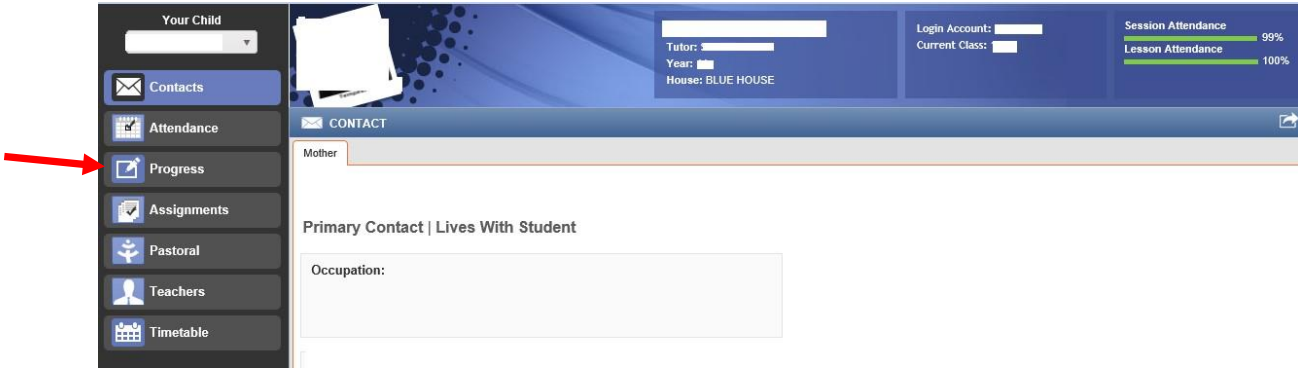 Your Child
Contacts
Attendance
Progress
Assignments
Pastoral
Teachers
Timetable
Tutor:
Year:
House: BLUE HOUSE
Login Account:
Current Class:
Session Attendance
99%
Lesson Attendance
100%
CONTACT
Mother
Primary Contact | Lives With Student
Occupation: